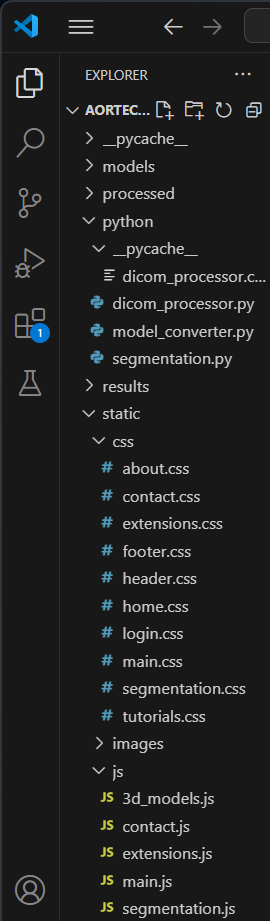 EXPLORER
AORTEC...
__pycache__
models
processed
python
__pycache__
dicom_processor.c...
dicom_processor.py
model_converter.py
segmentation.py
1
results
static
css
# about.css
# contact.css
# extensions.css
# footer.css
# header.css
# home.css
# login.css
# main.css
# segmentation.css
# tutorials.css
images
js
JS 3d_models.js
JS contact.js
JS extensions.js
JS main.js
JS segmentation.js